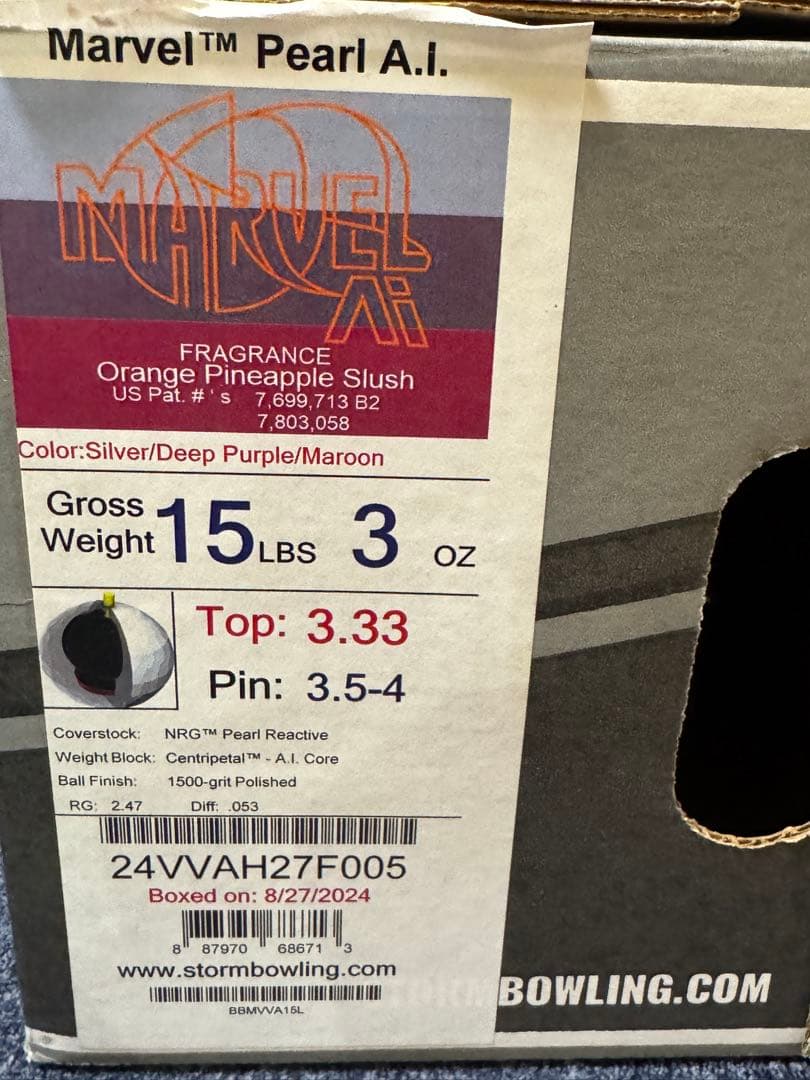 Marvel™ Pearl A.i.
MARVEL
Ai
FRAGRANCE
Orange Pineapple Slush
US Pat. # ' s 7,699,713 B2
7,803,058
Color:Silver/Deep Purple/Maroon
Gross Weight 15 LBS 3 OZ
Top: 3.33
Pin: 3.5-4
Coverstock: NRG™ Pearl Reactive
Weight Block: Centripetal™ - A.I. Core
Ball Finish: 1500-grit Polished
RG: 2.47 Diff: .053
24VVAH27F005
Boxed on: 8/27/2024
8 87970 68671 3
www.stormbowling.com
BBMVVA15L
STORMBOWLING.COM